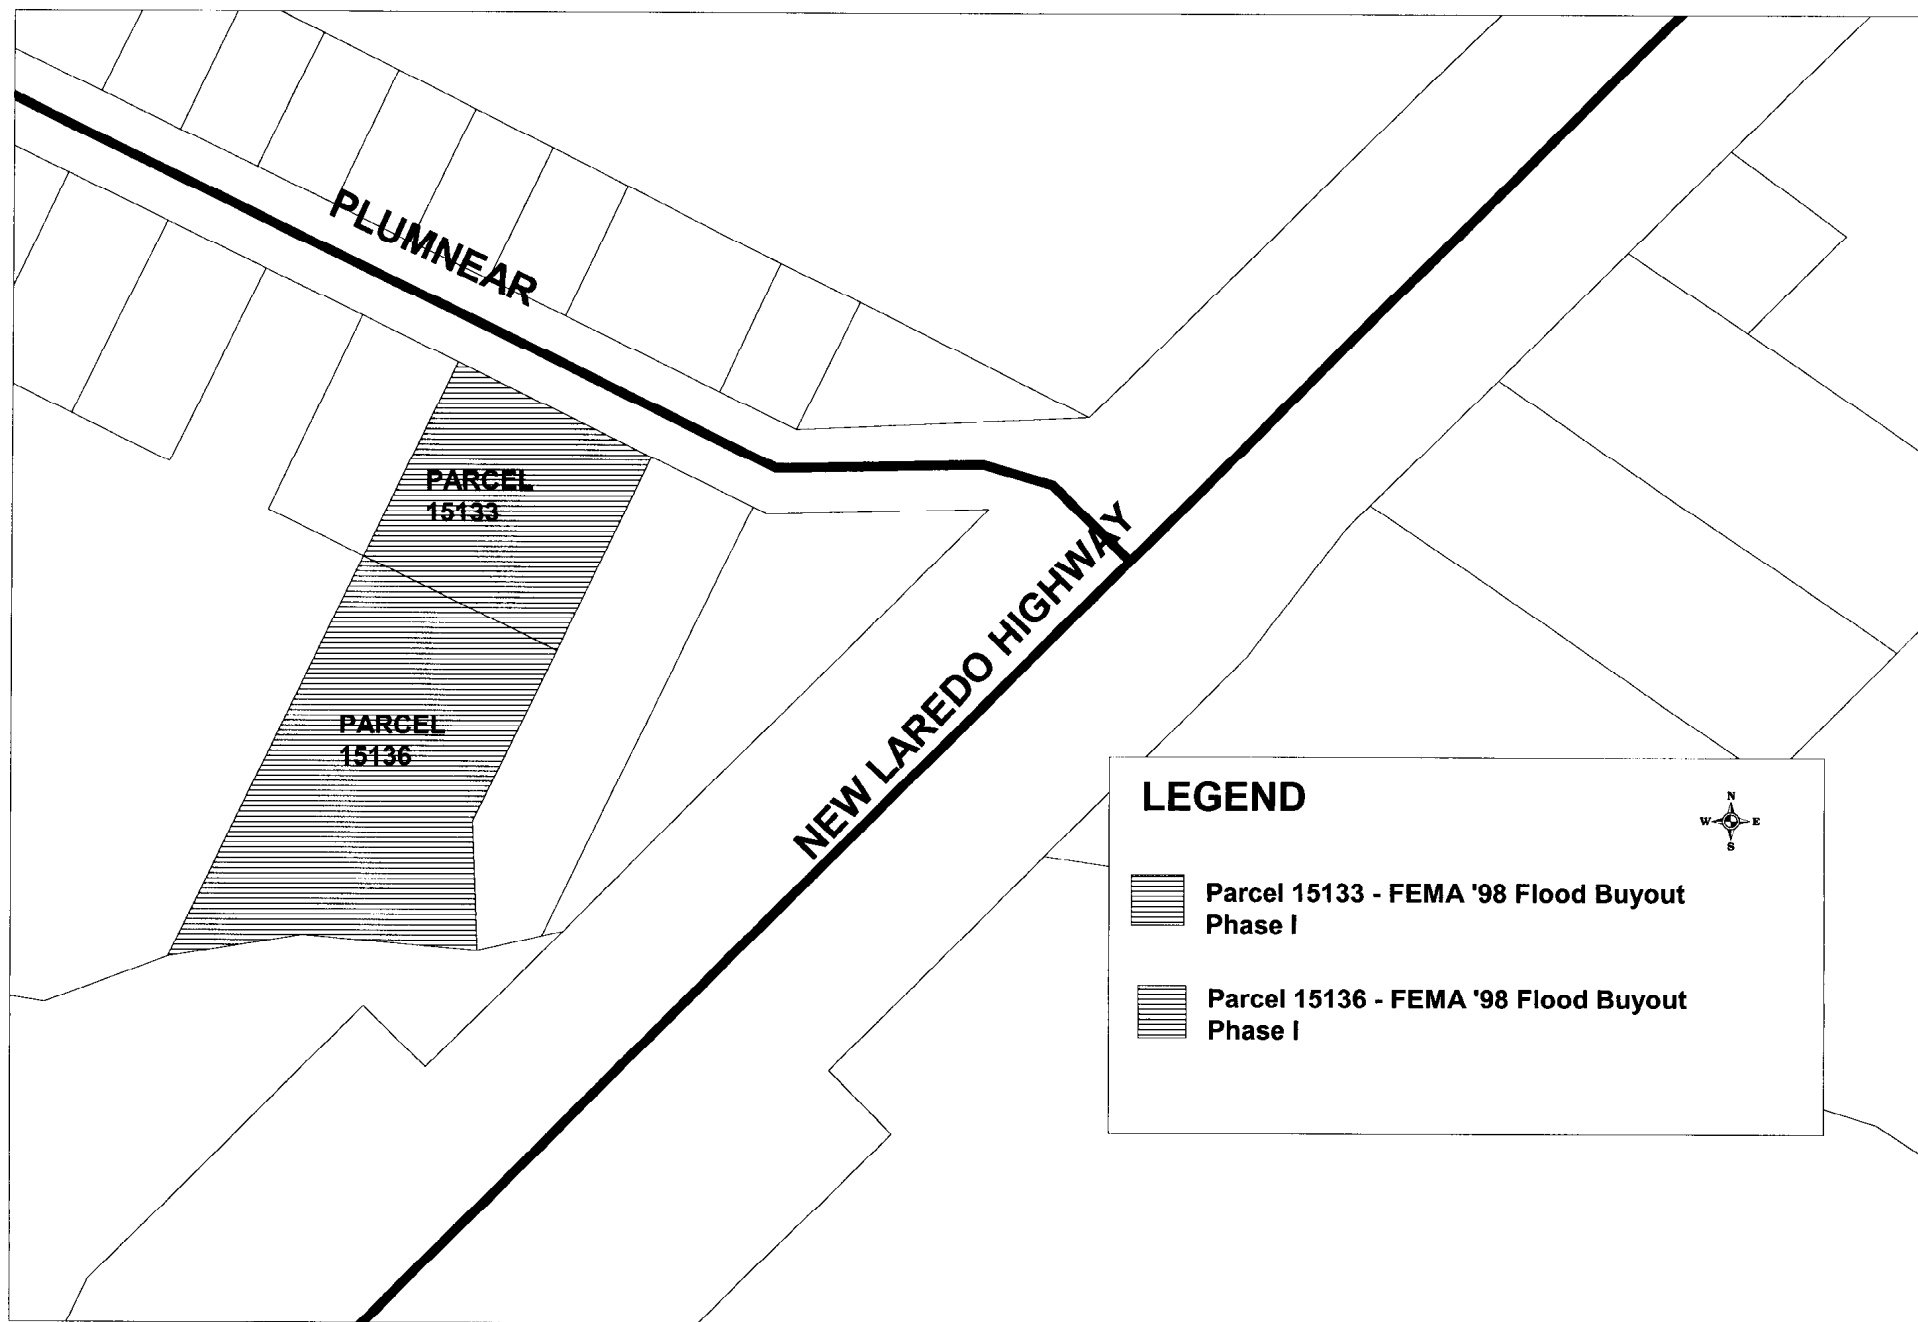 PLUMNEAR
PARCEL
15133
NEW LAREDO HIGHWAY
PARCEL
15136
LEGEND
N
W E
S
Parcel 15133 - FEMA '98 Flood Buyout
Phase I
Parcel 15136 - FEMA '98 Flood Buyout
Phase I